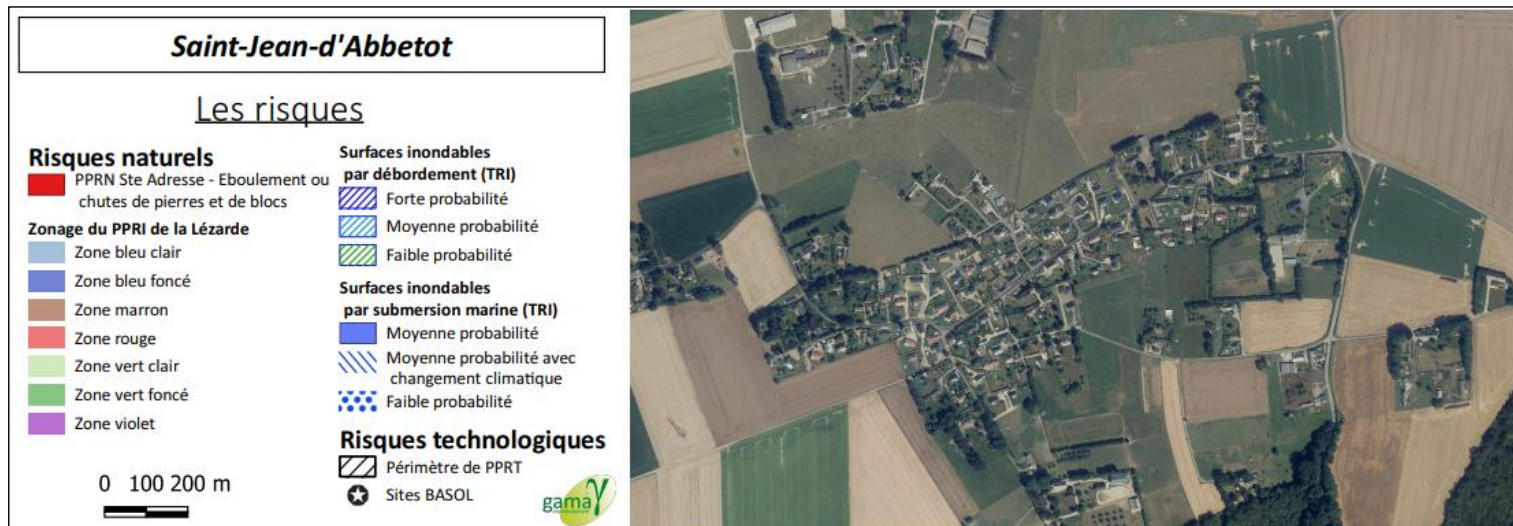 Saint-Jean-d'Abbetot
Les risques
Risques naturels
PPRN Ste Adresse - Eboulement ou
chutes de pierres et de blocs
Zonage du PPRI de la Lézarde
Zone bleu clair
Zone bleu foncé
Zone marron
Zone rouge
Zone vert clair
Zone vert foncé
Zone violet
0 100 200 m
Surfaces inondables
par débordement (TRI)
Forte probabilité
Moyenne probabilité
Faible probabilité
Surfaces inondables
par submersion marine (TRI)
Moyenne probabilité
Moyenne probabilité avec
changement climatique
Faible probabilité
Risques technologiques
Périmètre de PPRT
Sites BASOL
gama